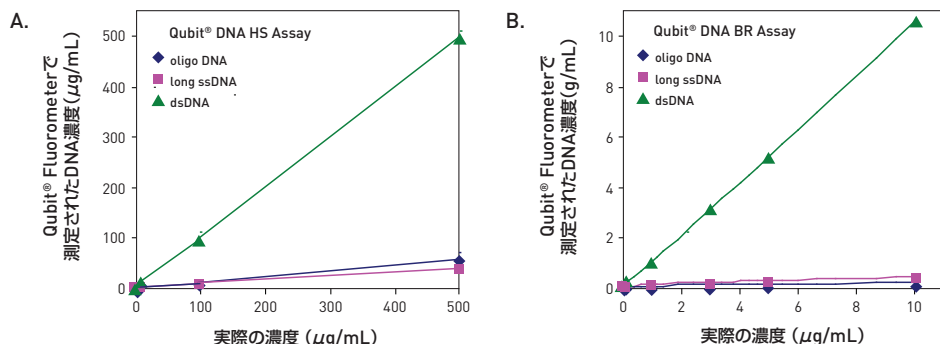 A.
Qubit® DNA HS Assay
oligo DNA
long ssDNA
dsDNA
Qubit® Fluorometerで
測定されたDNA濃度(μg/mL)
500
400
300
200
100
0
0
100
200
300
400
500
実際の濃度 (μg/mL)
B.
Qubit® DNA BR Assay
oligo DNA
long ssDNA
dsDNA
Qubit® Fluorometerで
測定されたDNA濃度(g/mL)
10
8
6
4
2
0
0
2
4
6
8
10
実際の濃度 (μg/mL)